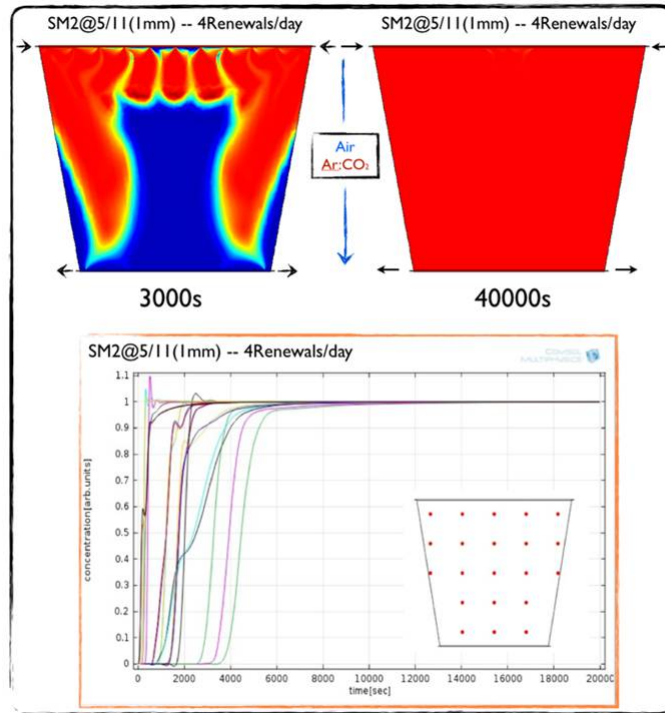 SM2@5/11(1mm) -- 4Renewals/day
SM2@5/11(1mm) -- 4Renewals/day
Air
Ar:CO₂
3000s
40000s
SM2@5/11(1mm) -- 4Renewals/day
1.1
1
0.9
0.8
0.7
0.6
0.5
0.4
0.3
0.2
0.1
0
concentration[arb.units]
0 2000 4000 6000 8000 10000 12000 14000 16000 18000 20000
time[sec]